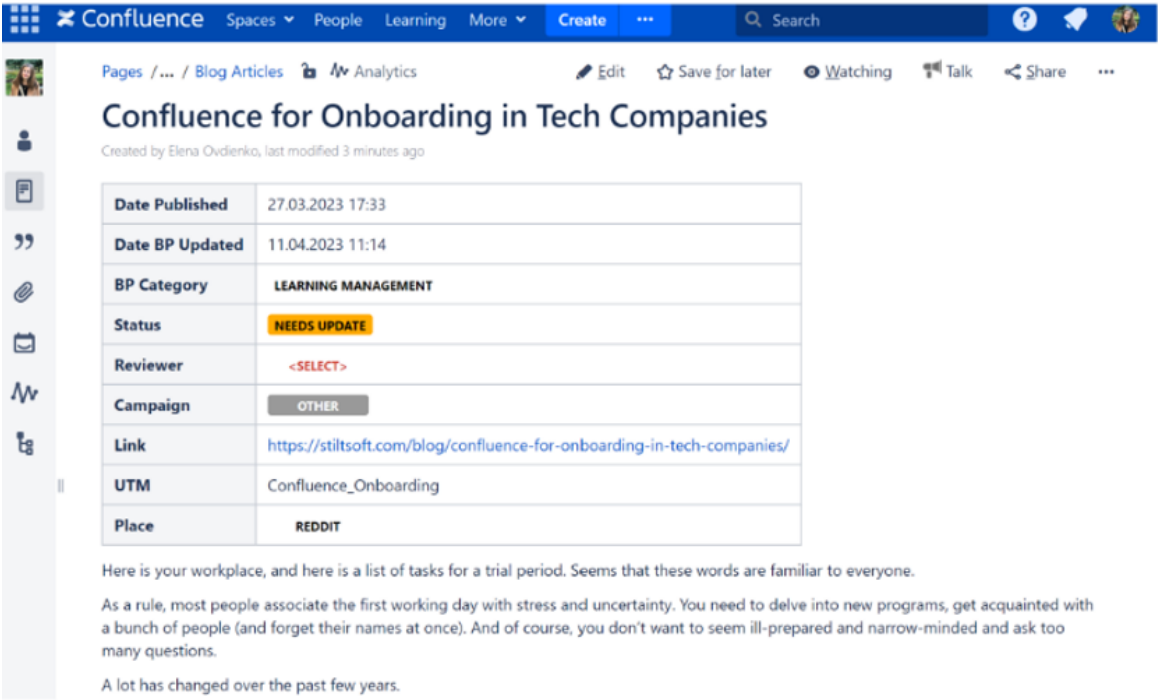 Confluence Spaces People Learning More Create ... Search
Pages /... / Blog Articles Analytics Edit Save for later Watching Talk Share ...
Confluence for Onboarding in Tech Companies
Created by Elena Ovdienko, last modified 3 minutes ago
Date Published 27.03.2023 17:33
Date BP Updated 11.04.2023 11:14
BP Category LEARNING MANAGEMENT
Status NEEDS UPDATE
Reviewer <SELECT>
Campaign OTHER
Link https://stiltsoft.com/blog/confluence-for-onboarding-in-tech-companies/
UTM Confluence_Onboarding
Place REDDIT
Here is your workplace, and here is a list of tasks for a trial period. Seems that these words are familiar to everyone.
As a rule, most people associate the first working day with stress and uncertainty. You need to delve into new programs, get acquainted with
a bunch of people (and forget their names at once). And of course, you don't want to seem ill-prepared and narrow-minded and ask too
many questions.
A lot has changed over the past few years.